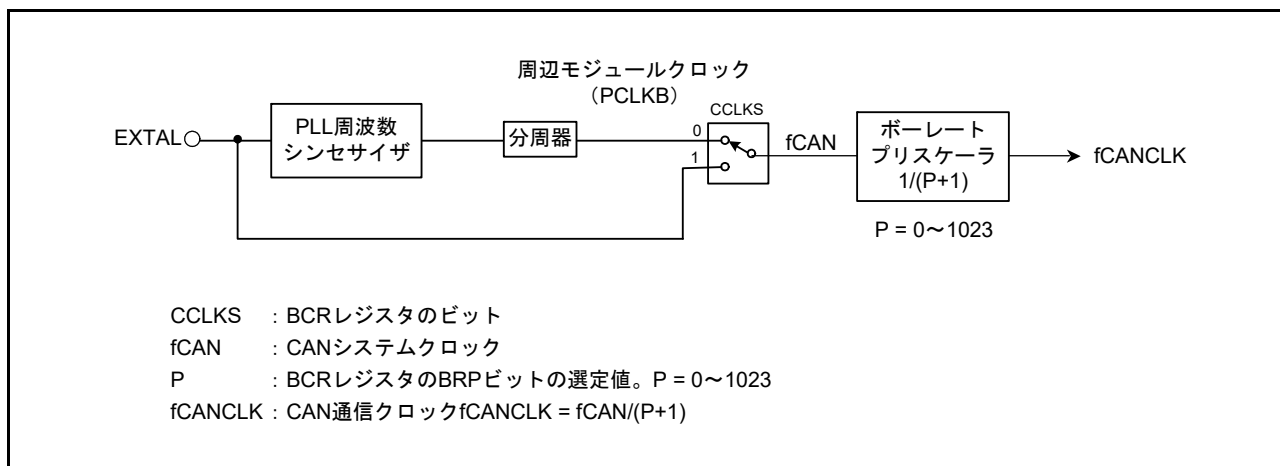 周辺モジュールクロック
（PCLKB）
CCLKS
EXTAL
PLL周波数
シンセサイザ
分周器
0
1
fCAN
ボーレート
プリスケーラ
1/(P+1)
fCANCLK
P = 0～1023
CCLKS : BCRレジスタのビット
fCAN : CANシステムクロック
P : BCRレジスタのBRPビットの選定値。P = 0～1023
fCANCLK : CAN通信クロックfCANCLK = fCAN/(P+1)